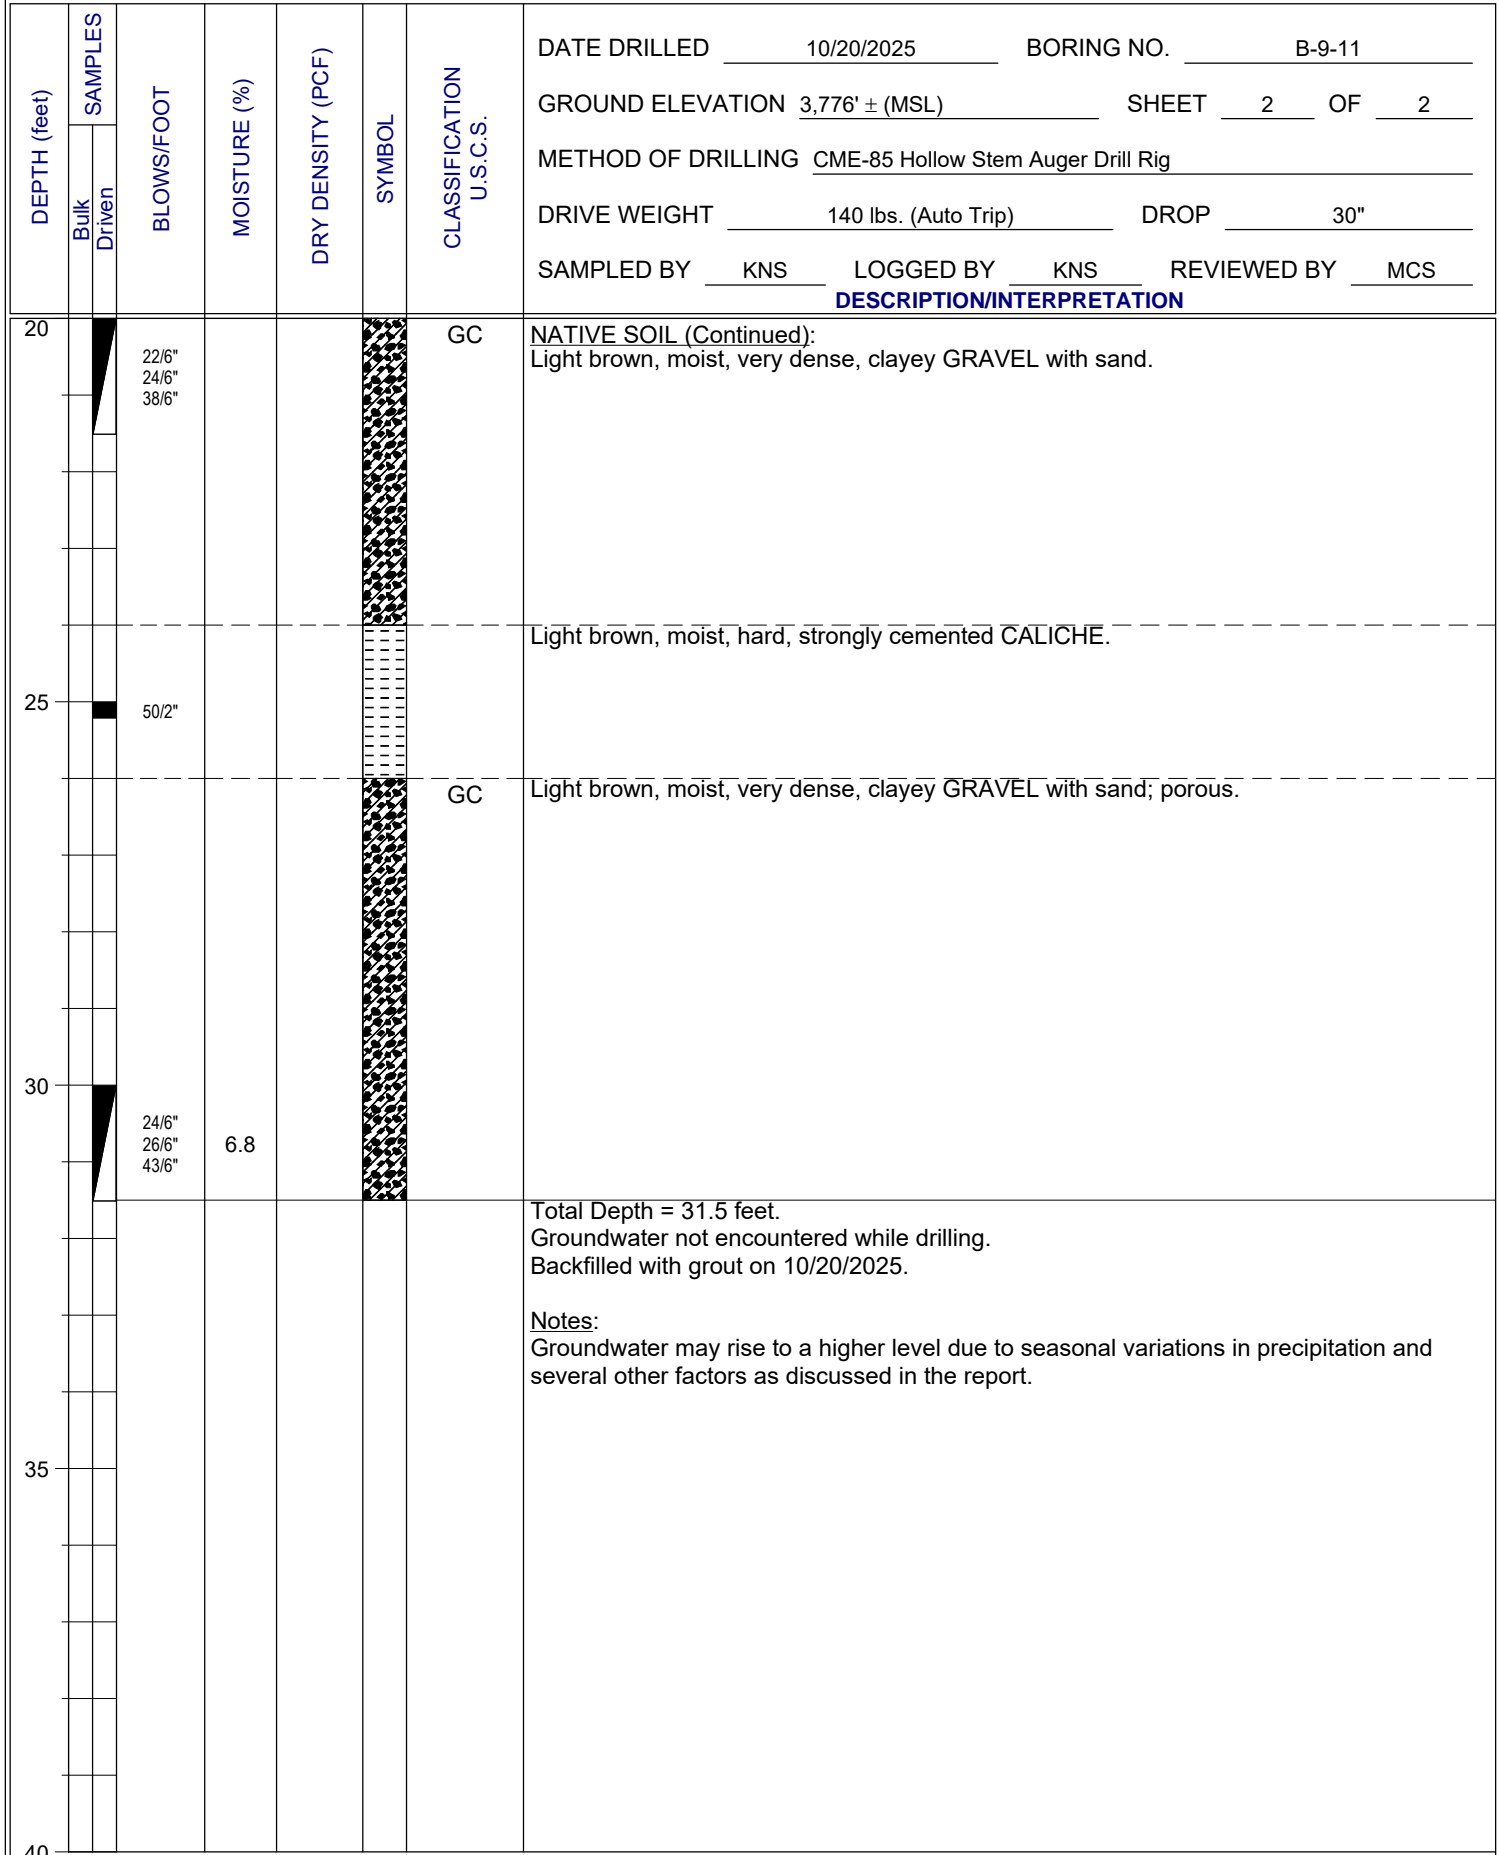 DEPTH (feet)
SAMPLES
Bulk
Driven
BLOWS/FOOT
MOISTURE (%)
DRY DENSITY (PCF)
SYMBOL
CLASSIFICATION
U.S.C.S.
DATE DRILLED 10/20/2025 BORING NO. B-9-11
GROUND ELEVATION 3,776' ± (MSL) SHEET 2 OF 2
METHOD OF DRILLING CME-85 Hollow Stem Auger Drill Rig
DRIVE WEIGHT 140 lbs. (Auto Trip) DROP 30"
SAMPLED BY KNS LOGGED BY KNS REVIEWED BY MCS
DESCRIPTION/INTERPRETATION
20 GC NATIVE SOIL (Continued):
22/6" Light brown, moist, very dense, clayey GRAVEL with sand.
24/6"
38/6"
Light brown, moist, hard, strongly cemented CALICHE.
25 50/2"
GC Light brown, moist, very dense, clayey GRAVEL with sand; porous.
30
24/6"
26/6" 6.8
43/6"
Total Depth = 31.5 feet.
Groundwater not encountered while drilling.
Backfilled with grout on 10/20/2025.
Notes:
Groundwater may rise to a higher level due to seasonal variations in precipitation and
several other factors as discussed in the report.
35
40